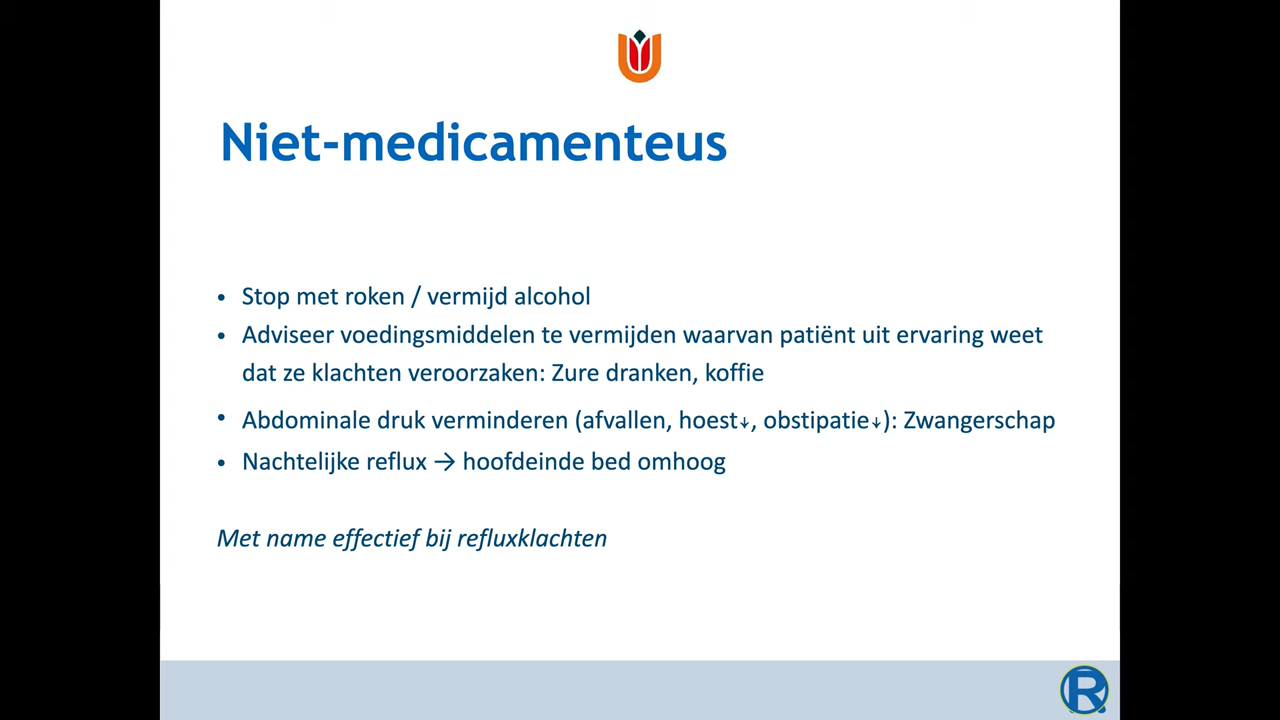 Niet-medicamenteus
• Stop met roken / vermijd alcohol
• Adviseer voedingsmiddelen te vermijden waarvan patiënt uit ervaring weet
dat ze klachten veroorzaken: Zure dranken, koffie
• Abdominale druk verminderen (afvallen, hoest↓, obstipatie↓): Zwangerschap
• Nachtelijke reflux → hoofdeinde bed omhoog
Met name effectief bij refluxklachten
R